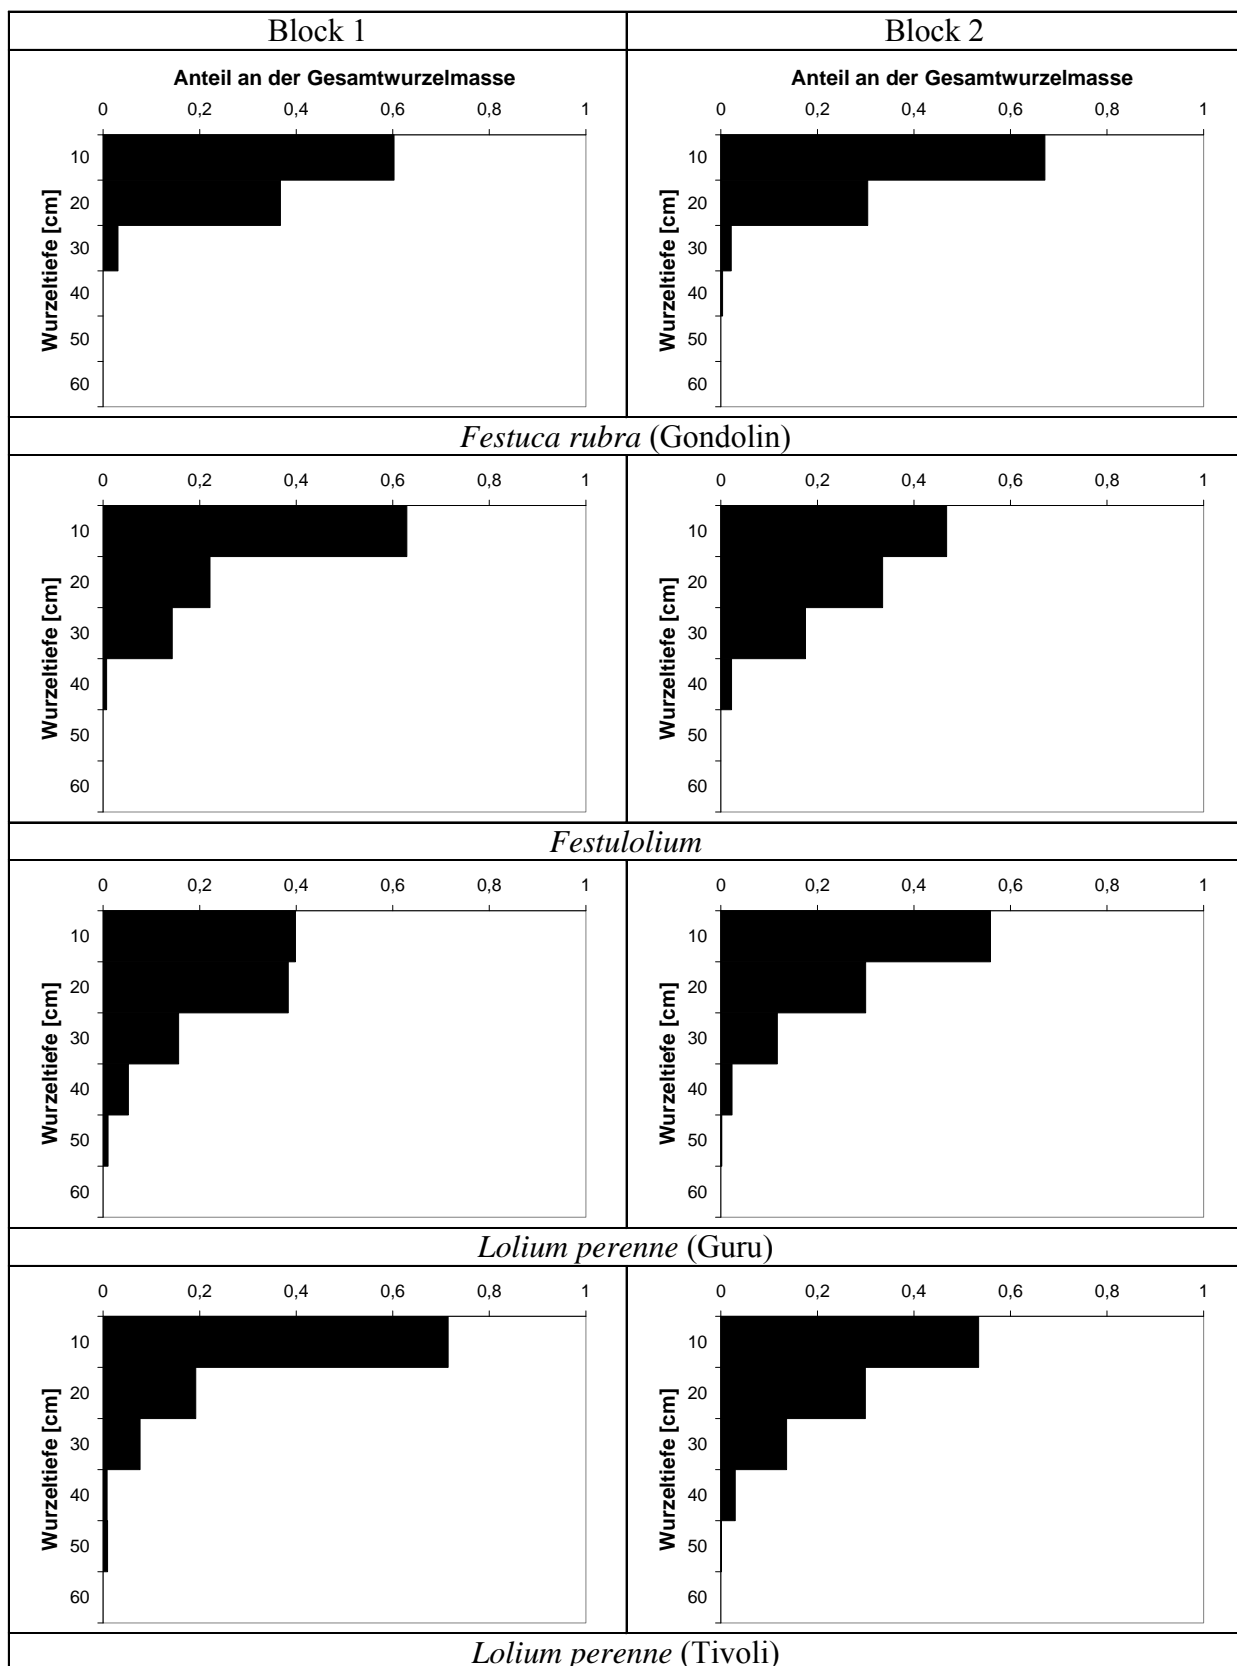 Block 1 Block 2
Anteil an der Gesamtwurzelmasse Anteil an der Gesamtwurzelmasse
0 0,2 0,4 0,6 0,8 1 0 0,2 0,4 0,6 0,8 1
Wurzeltiefe [cm] Wurzeltiefe [cm]
10 10
20 20
30 30
40 40
50 50
60 60
Festuca rubra (Gondolin)
0 0,2 0,4 0,6 0,8 1 0 0,2 0,4 0,6 0,8 1
Wurzeltiefe [cm] Wurzeltiefe [cm]
10 10
20 20
30 30
40 40
50 50
60 60
Festulolium
0 0,2 0,4 0,6 0,8 1 0 0,2 0,4 0,6 0,8 1
Wurzeltiefe [cm] Wurzeltiefe [cm]
10 10
20 20
30 30
40 40
50 50
60 60
Lolium perenne (Guru)
0 0,2 0,4 0,6 0,8 1 0 0,2 0,4 0,6 0,8 1
Wurzeltiefe [cm] Wurzeltiefe [cm]
10 10
20 20
30 30
40 40
50 50
60 60
Lolium perenne (Tivoli)